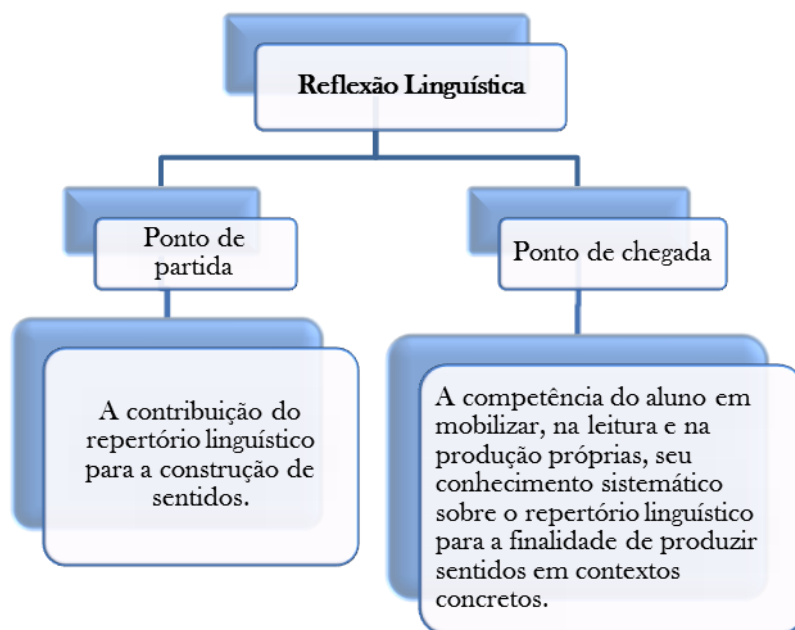 Reflexão Linguística
Ponto de
partida
Ponto de chegada
A contribuição do
repertório linguístico
para a construção de
sentidos.
A competência do aluno em
mobilizar, na leitura e na
produção próprias, seu
conhecimento sistemático
sobre o repertório linguístico
para a finalidade de produzir
sentidos em contextos
concretos.